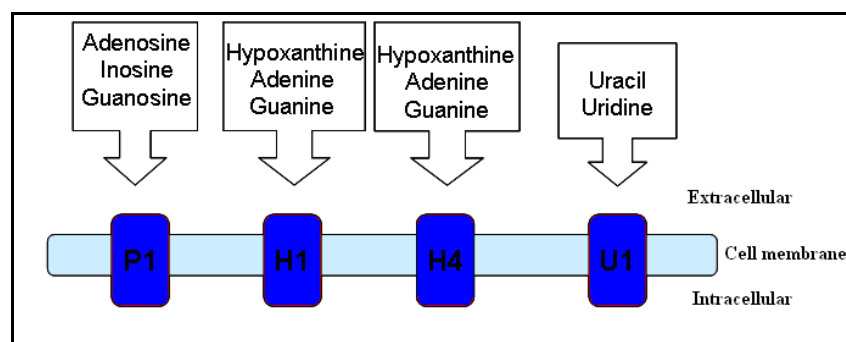 Adenosine
Inosine
Guanosine
Hypoxanthine
Adenine
Guanine
Hypoxanthine
Adenine
Guanine
Uracil
Uridine
Extracellular
P1
H1
H4
U1
Cell membrane
Intracellular